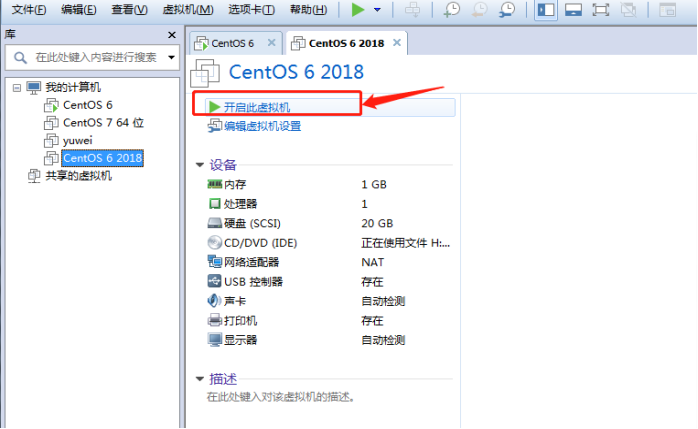 文件(F) 编辑(E) 查看(V) 虚拟机(M) 选项卡(T) 帮助(H)
库
在此处键入内容进行搜索
我的计算机
CentOS 6
CentOS 7 64 位
yuwei
CentOS 6 2018
共享的虚拟机
CentOS 6
CentOS 6 2018
CentOS 6 2018
开启此虚拟机
编辑虚拟机设置
设备
内存 1 GB
处理器 1
硬盘 (SCSI) 20 GB
CD/DVD (IDE) 正在使用文件 H:...
网络适配器 NAT
USB 控制器 存在
声卡 自动检测
打印机 存在
显示器 自动检测
描述
在此处键入对该虚拟机的描述。